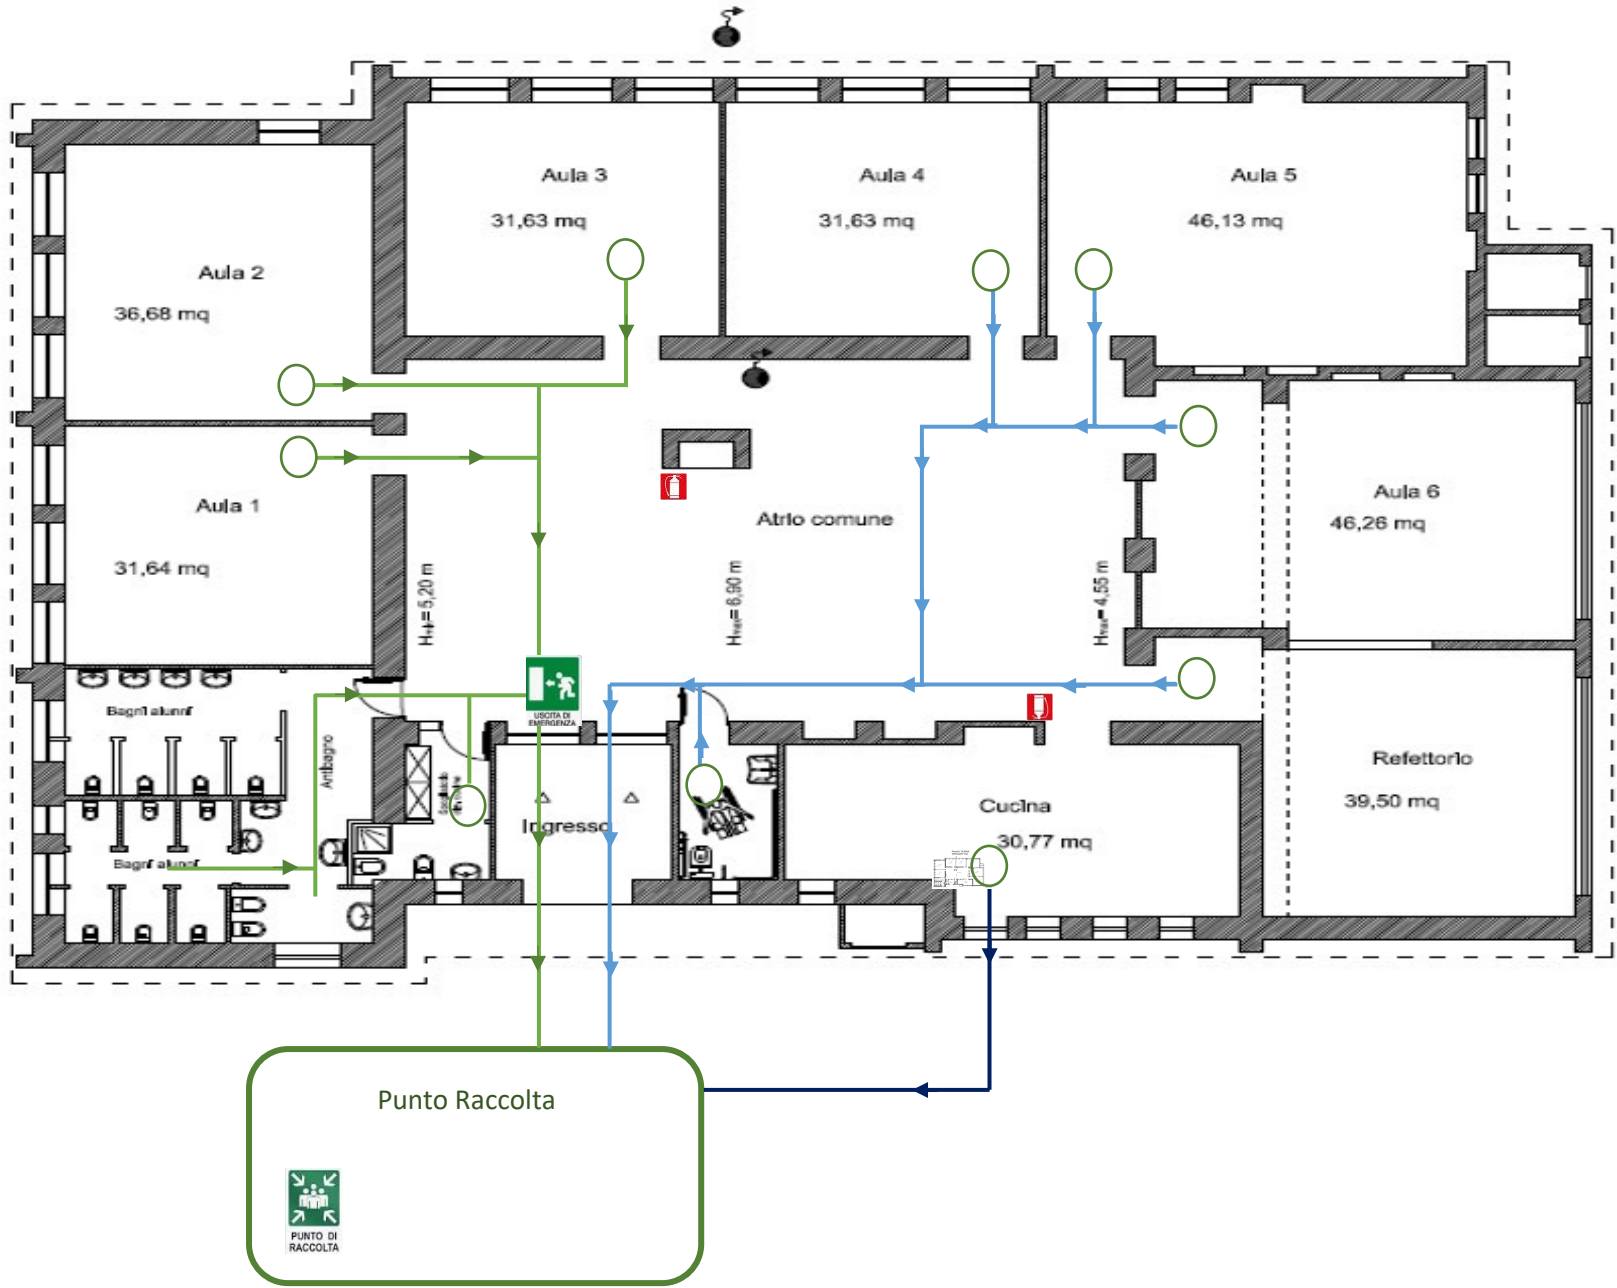 Aula 3
31,63 mq
Aula 4
31,63 mq
Aula 5
46,13 mq
Aula 2
36,68 mq
Aula 1
31,64 mq
Aula 6
46,26 mq
Atrio comune
H = 5,20 m
H = 6,90 m
H = 4,55 m
USCITA DI
EMERGENZA
Bagni alunni
Antibagno
Bagni alunni
Ingresso
Cucina
30,77 mq
Refettorio
39,50 mq
Punto Raccolta
PUNTO DI
RACCOLTA